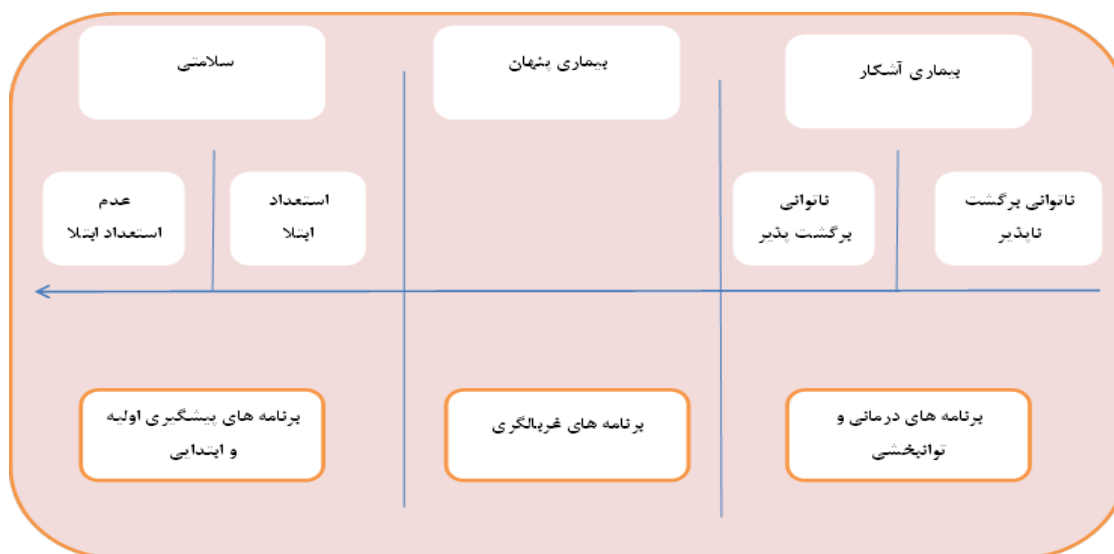 بیماری آشکار
بیماری پنهان
سلامتی
ناتوانی برگشت
ناپذیر
ناتوانی
برگشت پذیر
استعداد
ابتلا
عدم
استعداد ابتلا
برنامه های درمانی و
توانبخشی
برنامه های غربالگری
برنامه های پیشگیری اولیه
و ابتدایی